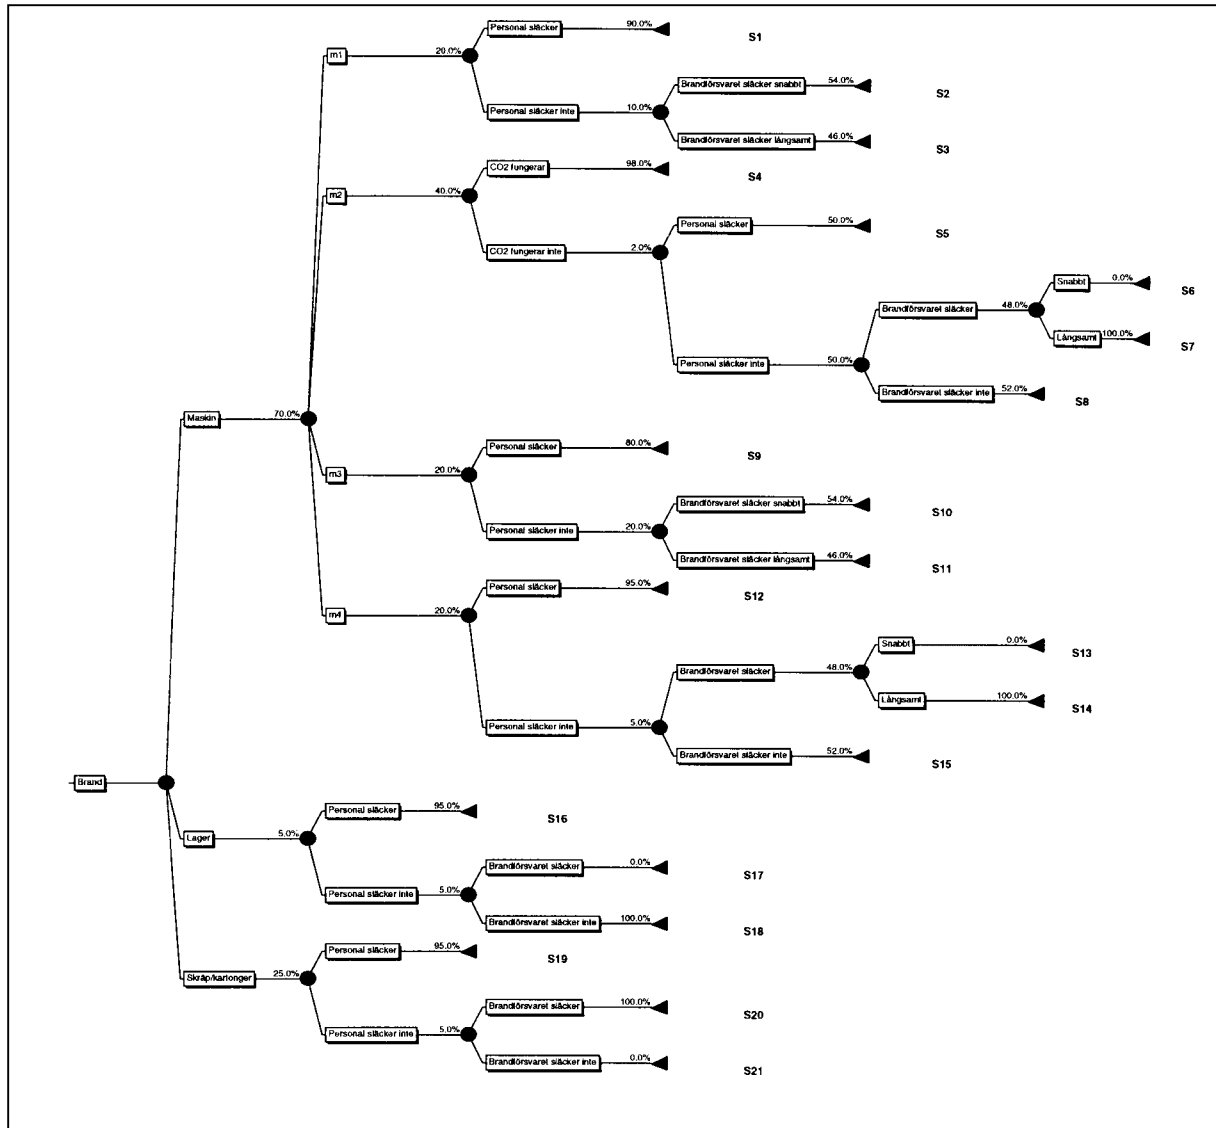 Personal släcker 90.0% S1
m1 20.0%
Brandförsvaret släcker snabbt 54.0% S2
Personal släcker inte 10.0%
Brandförsvaret släcker långsamt 46.0% S3
CO2 fungerar 98.0% S4
m2 40.0%
Personal släcker 50.0% S5
CO2 fungerar inte 2.0%
Snabbt 0.0% S6
Brandförsvaret släcker 48.0%
Långsamt 100.0% S7
Personal släcker inte 50.0%
Brandförsvaret släcker inte 52.0% S8
Maskin 70.0%
Personal släcker 80.0% S9
m3 20.0%
Brandförsvaret släcker snabbt 54.0% S10
Personal släcker inte 20.0%
Brandförsvaret släcker långsamt 46.0% S11
Personal släcker 95.0% S12
m4 20.0%
Snabbt 0.0% S13
Brandförsvaret släcker 48.0%
Långsamt 100.0% S14
Personal släcker inte 5.0%
Brandförsvaret släcker inte 52.0% S15
Brand
Personal släcker 95.0% S16
Lager 5.0%
Brandförsvaret släcker 0.0% S17
Personal släcker inte 5.0%
Brandförsvaret släcker inte 100.0% S18
Personal släcker 95.0% S19
Skräp/kartonger 25.0%
Brandförsvaret släcker 100.0% S20
Personal släcker inte 5.0%
Brandförsvaret släcker inte 0.0% S21